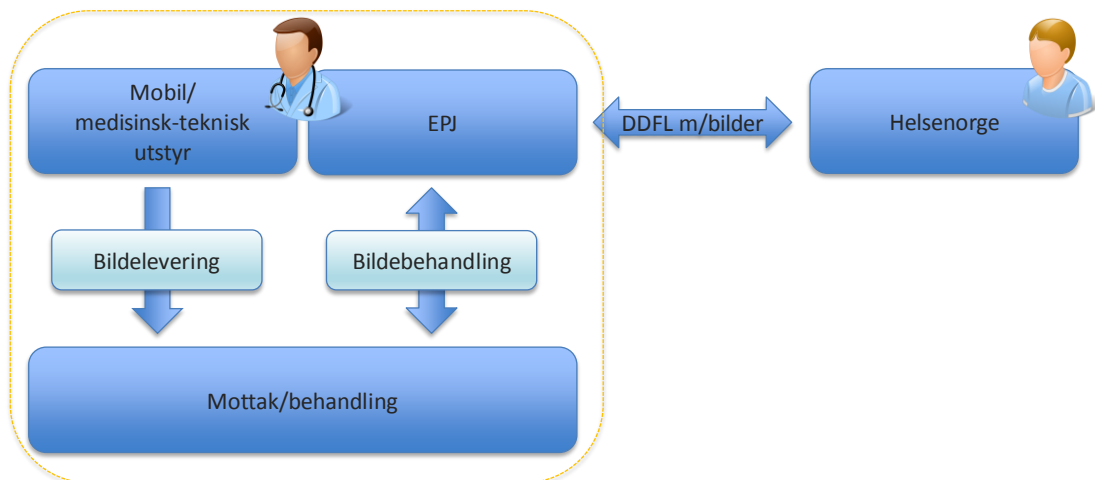 Mobil/
medisinsk-teknisk
utstyr
EPJ
DDFL m/bilder
Helsenorge
Bildelevering
Bildebehandling
Mottak/behandling